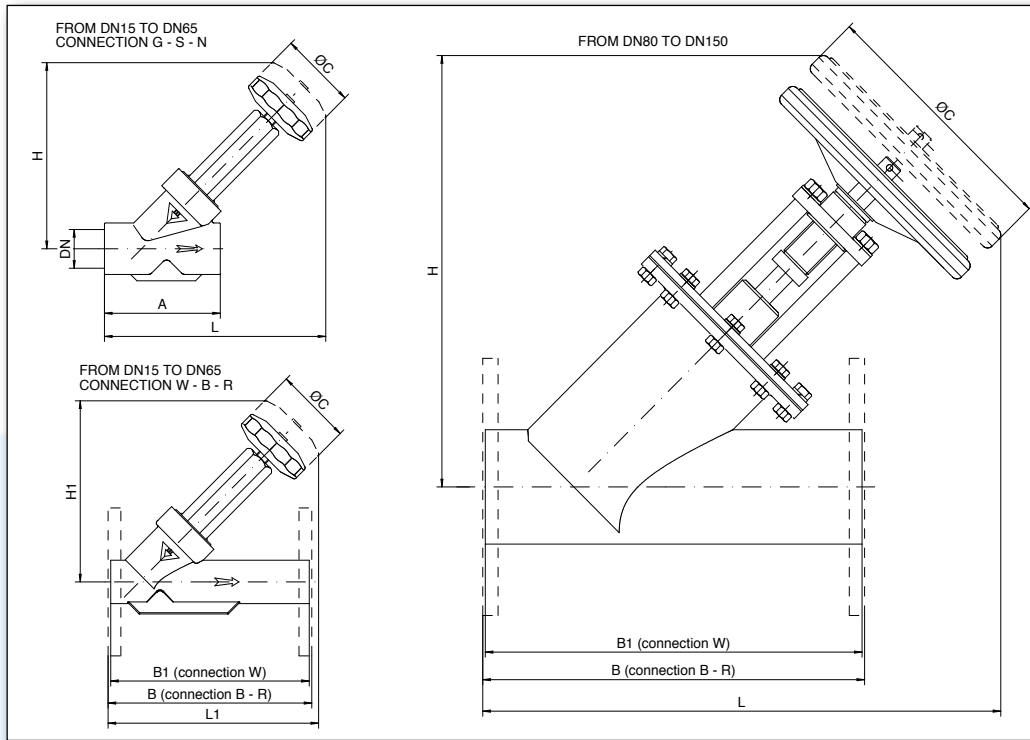 FROM DN15 TO DN65
CONNECTION G - S - N
ØC
H
DN
A
L
FROM DN15 TO DN65
CONNECTION W - B - R
ØC
H1
B1 (connection W)
B (connection B - R)
L1
FROM DN80 TO DN150
ØC
H
B1 (connection W)
B (connection B - R)
L